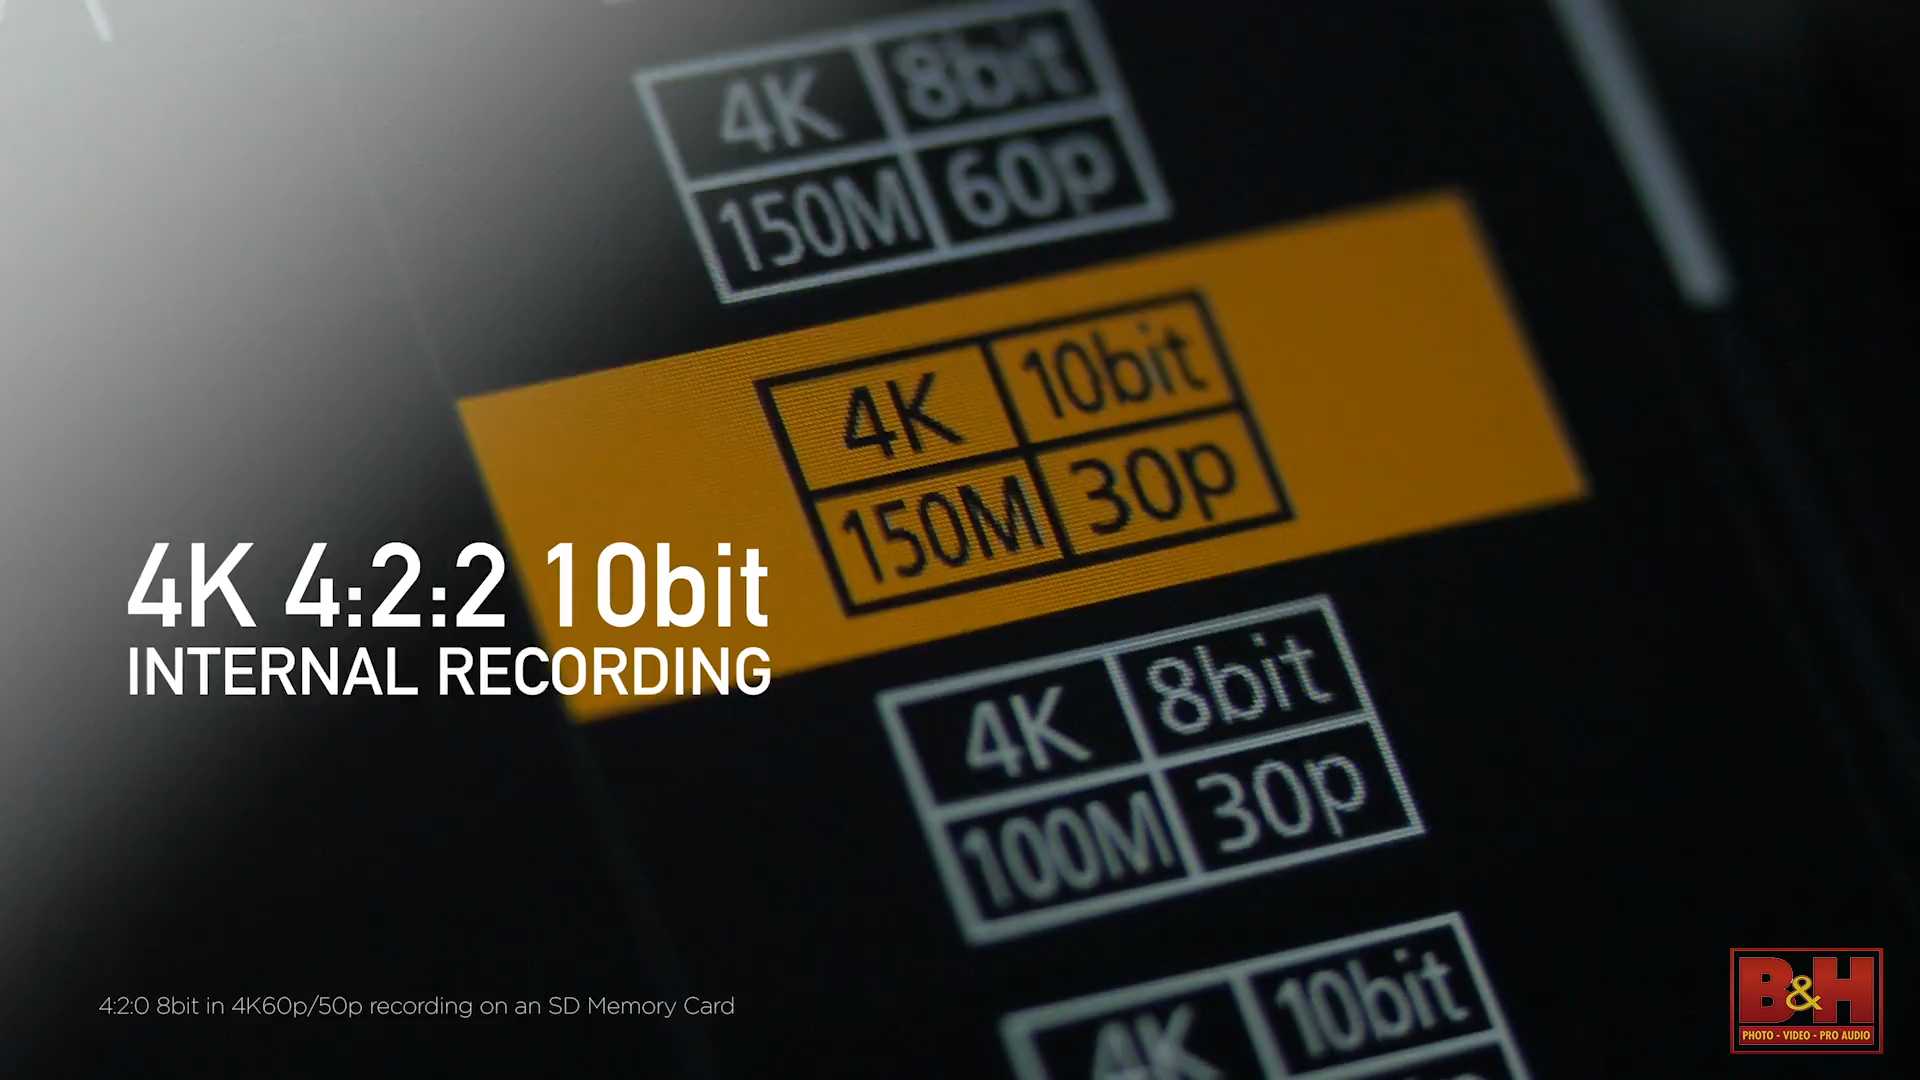 4K 8bit
150M 60p
4K 10bit
150M 30p
4K 4:2:2 10bit
INTERNAL RECORDING
4K 8bit
100M 30p
4K 10bit
4:2:0 8bit in 4K60p/50p recording on an SD Memory Card
B&H
PHOTO - VIDEO - PRO AUDIO